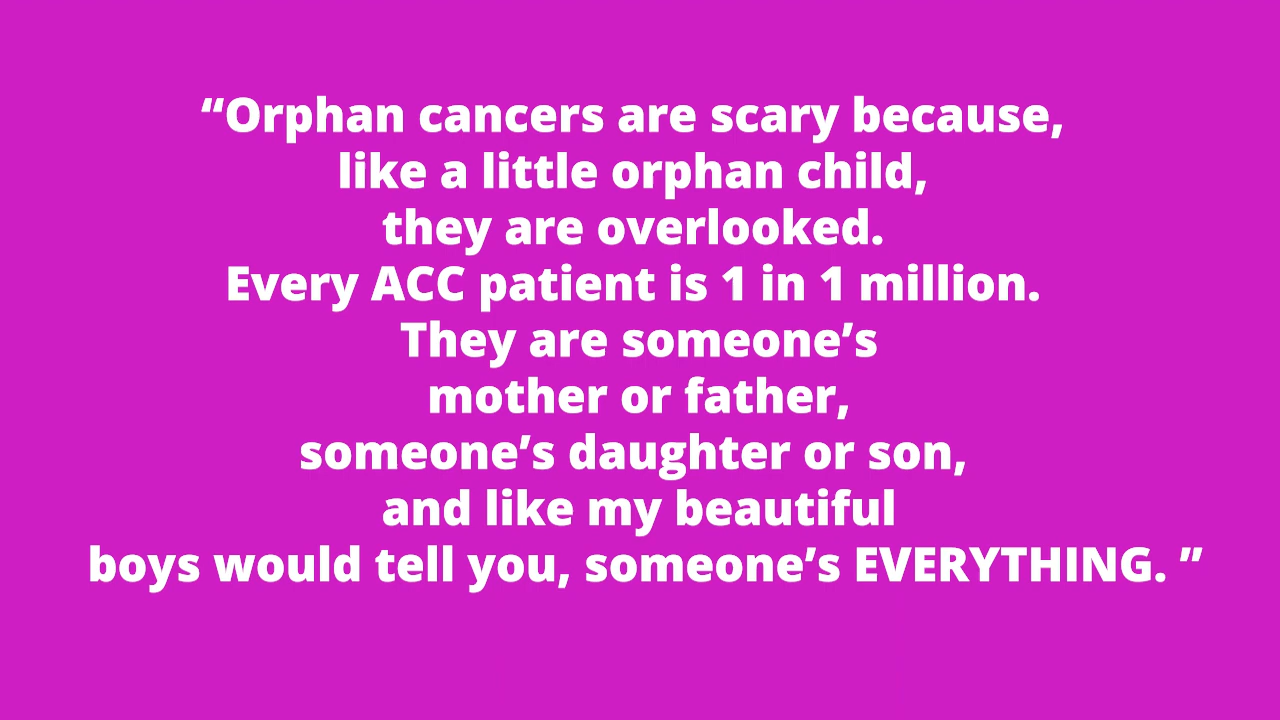 “Orphan cancers are scary because,
like a little orphan child,
they are overlooked.
Every ACC patient is 1 in 1 million.
They are someone’s
mother or father,
someone’s daughter or son,
and like my beautiful
boys would tell you, someone’s EVERYTHING. ”